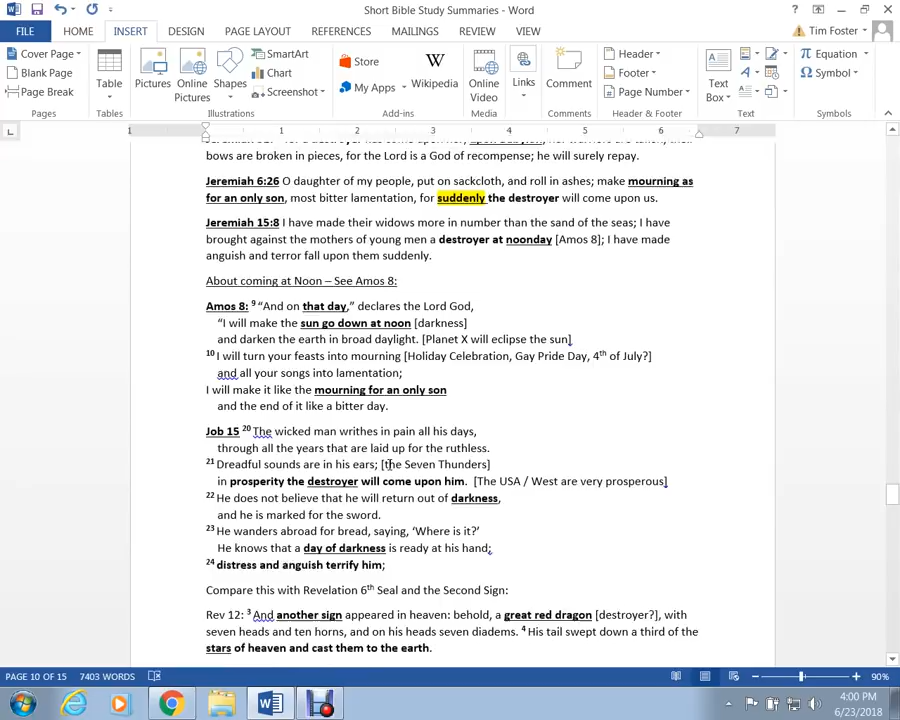 Short Bible Study Summaries - Word
FILE HOME INSERT DESIGN PAGE LAYOUT REFERENCES MAILINGS REVIEW VIEW Tim Foster
Cover Page
Blank Page
Page Break
Pages
Table
Tables
Pictures
Online Pictures
Shapes
SmartArt
Chart
Screenshot
Illustrations
Store
My Apps
Wikipedia
Add-ins
Online Video
Media
Links
Comment
Comments
Header
Footer
Page Number
Header & Footer
Text Box
Text
Equation
Symbol
Symbols
1 1 2 3 4 5 6 7
bows are broken in pieces, for the Lord is a God of recompense; he will surely repay.
Jeremiah 6:26 O daughter of my people, put on sackcloth, and roll in ashes; make mourning as
for an only son, most bitter lamentation, for suddenly the destroyer will come upon us.
Jeremiah 15:8 I have made their widows more in number than the sand of the seas; I have
brought against the mothers of young men a destroyer at noonday [Amos 8]; I have made
anguish and terror fall upon them suddenly.
About coming at Noon – See Amos 8:
Amos 8: 9 “And on that day,” declares the Lord God,
“I will make the sun go down at noon [darkness]
and darken the earth in broad daylight. [Planet X will eclipse the sun]
10 I will turn your feasts into mourning [Holiday Celebration, Gay Pride Day, 4th of July?]
and all your songs into lamentation;
I will make it like the mourning for an only son
and the end of it like a bitter day.
Job 15 20 The wicked man writhes in pain all his days,
through all the years that are laid up for the ruthless.
21 Dreadful sounds are in his ears; [the Seven Thunders]
in prosperity the destroyer will come upon him. [The USA / West are very prosperous]
22 He does not believe that he will return out of darkness,
and he is marked for the sword.
23 He wanders abroad for bread, saying, ‘Where is it?’
He knows that a day of darkness is ready at his hand;
24 distress and anguish terrify him;
Compare this with Revelation 6th Seal and the Second Sign:
Rev 12: 3 And another sign appeared in heaven: behold, a great red dragon [destroyer?], with
seven heads and ten horns, and on his heads seven diadems. 4 His tail swept down a third of the
stars of heaven and cast them to the earth.
PAGE 10 OF 15 7403 WORDS 90%
4:00 PM
6/23/2018